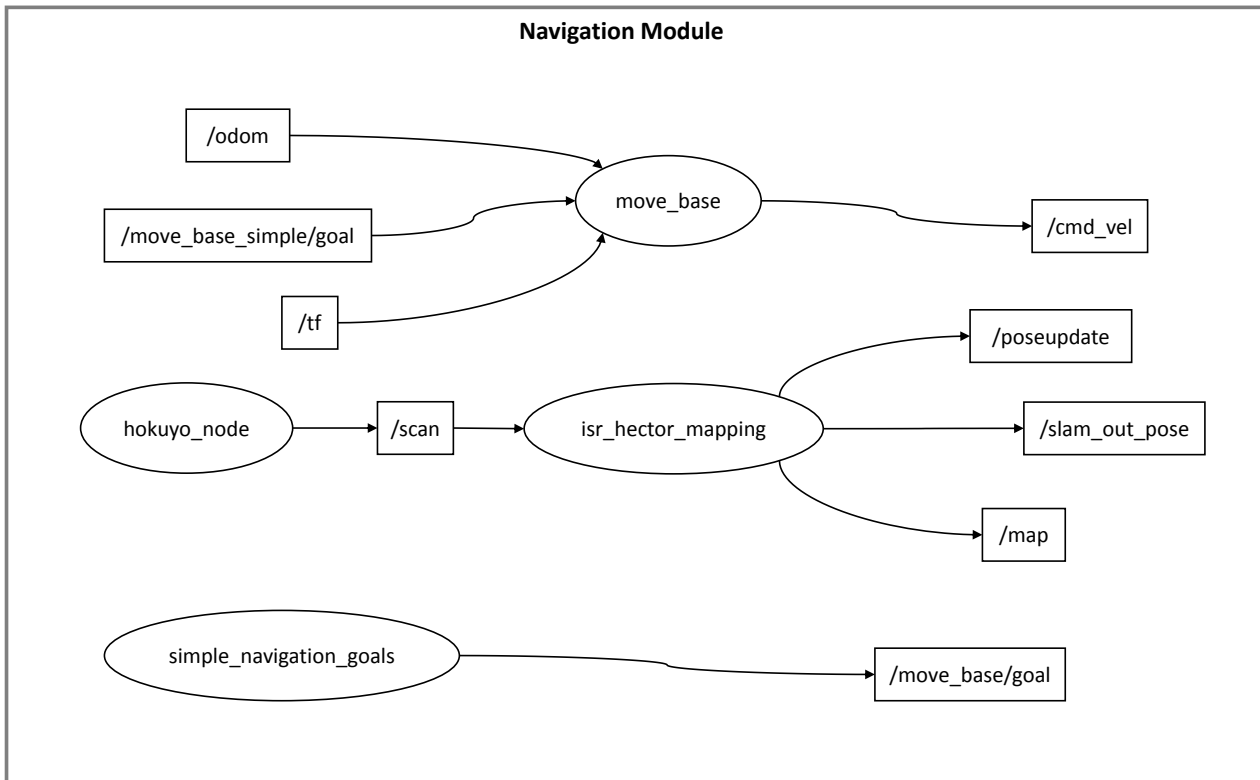 Navigation Module
/odom
move_base
/move_base_simple/goal
/cmd_vel
/tf
/poseupdate
hokuyo_node
/scan
isr_hector_mapping
/slam_out_pose
/map
simple_navigation_goals
/move_base/goal